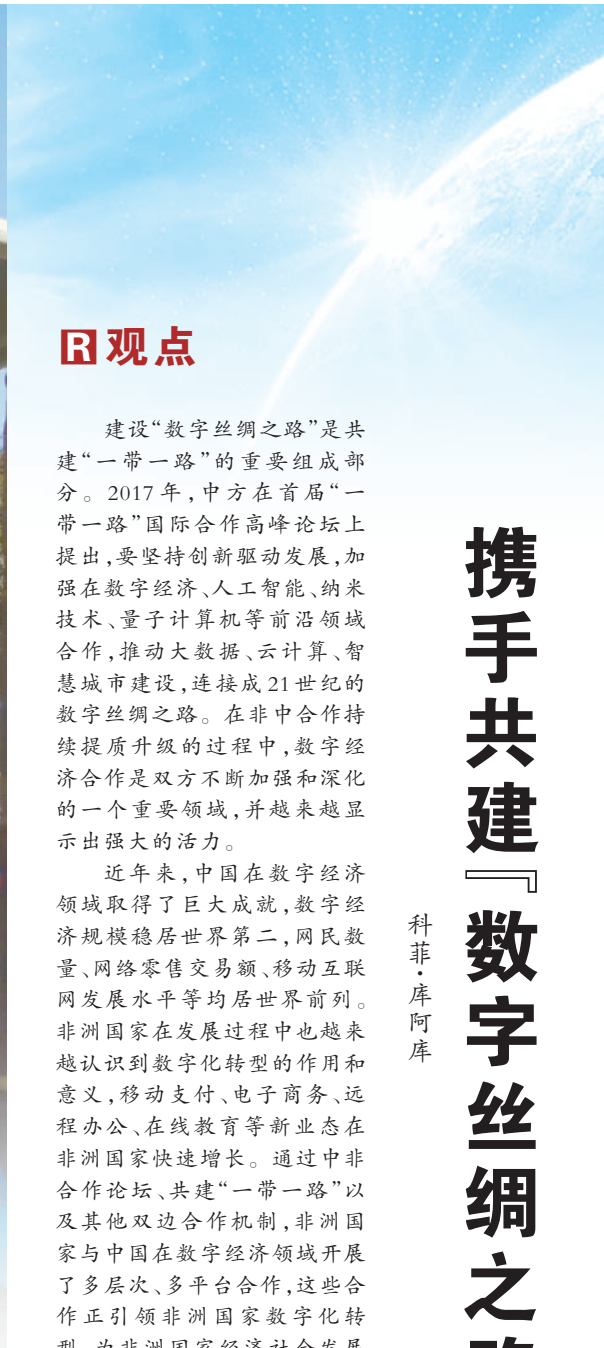 R观点
携手共建『数字丝绸之路
科菲·库阿库
建设“数字丝绸之路”是共
建“一带一路”的重要组成部
分。2017年,中方在首届“一
带一路”国际合作高峰论坛上
提出,要坚持创新驱动发展,加
强在数字经济、人工智能、纳米
技术、量子计算机等前沿领域
合作,推动大数据、云计算、智
慧城市建设,连接成21世纪的
数字丝绸之路。在非中合作持
续提质升级的过程中,数字经
济合作是双方不断加强和深化
的一个重要领域,并越来越显
示出强大的活力。
近年来,中国在数字经济
领域取得了巨大成就,数字经
济规模稳居世界第二,网民数
量、网络零售交易额、移动互联
网发展水平等均居世界前列。
非洲国家在发展过程中也越来
越认识到数字化转型的作用和
意义,移动支付、电子商务、远
程办公、在线教育等新业态在
非洲国家快速增长。通过中非
合作论坛、共建“一带一路”以
及其他双边合作机制,非洲国
家与中国在数字经济领域开展
了多层次、多平台合作,这些合
作正引领非洲国家数字化转
型,为非洲国家经济社会发展